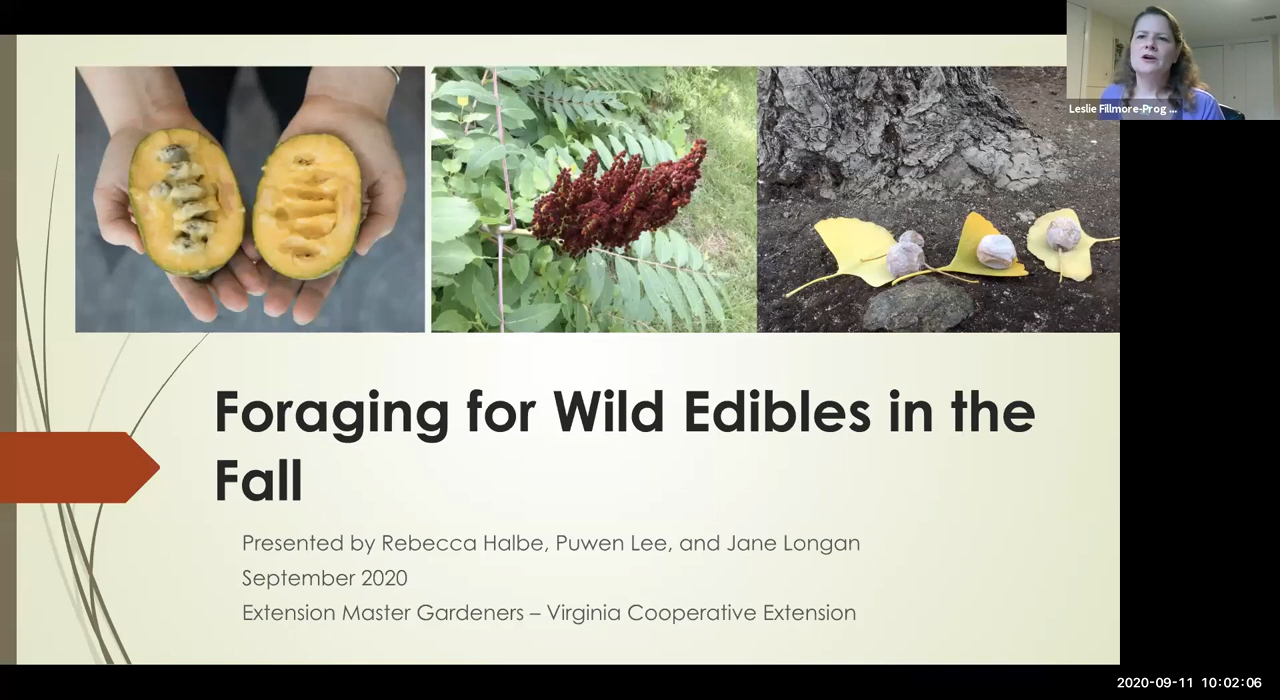 Leslie Fillmore-Prog ...
Foraging for Wild Edibles in the
Fall
Presented by Rebecca Halbe, Puwen Lee, and Jane Longan
September 2020
Extension Master Gardeners – Virginia Cooperative Extension
2020-09-11 10:02:06